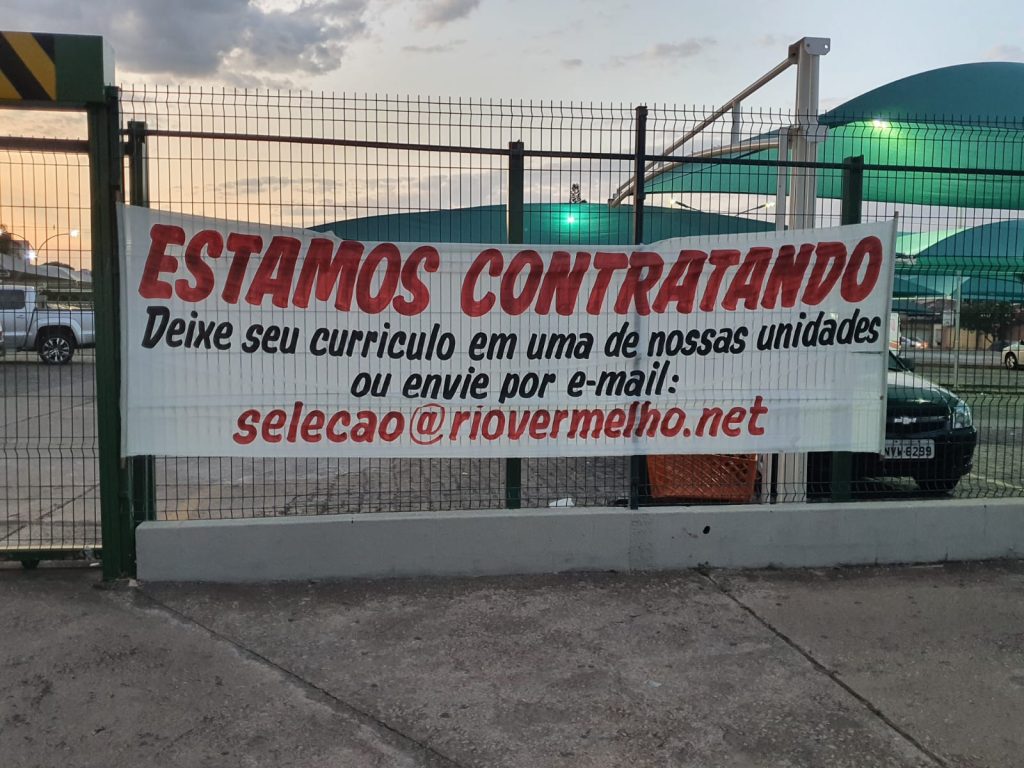 ESTAMOS CONTRATANDO
Deixe seu curriculo em uma de nossas unidades
ou envie por e-mail:
selecao@riovermelho.net